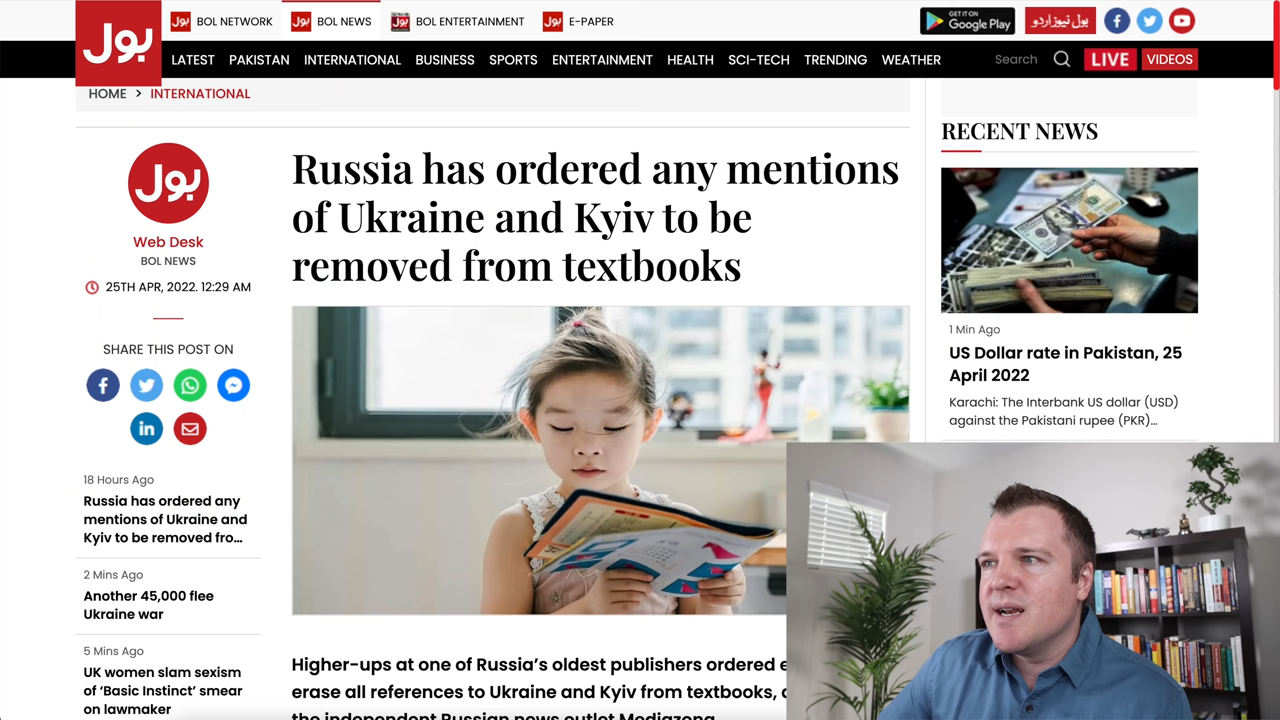 بول
BOL NETWORK
BOL NEWS
BOL ENTERTAINMENT
E-PAPER
GET IT ON
Google Play
بول نیوز اردو
LATEST
PAKISTAN
INTERNATIONAL
BUSINESS
SPORTS
ENTERTAINMENT
HEALTH
SCI-TECH
TRENDING
WEATHER
Search
LIVE
VIDEOS
HOME > INTERNATIONAL
بول
Web Desk
BOL NEWS
25TH APR, 2022. 12:29 AM
SHARE THIS POST ON
18 Hours Ago
Russia has ordered any
mentions of Ukraine and
Kyiv to be removed fro...
2 Mins Ago
Another 45,000 flee
Ukraine war
5 Mins Ago
UK women slam sexism
of ‘Basic Instinct’ smear
on lawmaker
Russia has ordered any mentions
of Ukraine and Kyiv to be
removed from textbooks
Higher-ups at one of Russia’s oldest publishers ordered
erase all references to Ukraine and Kyiv from textbooks,
the independent Russian news outlet Mediazona
RECENT NEWS
1 Min Ago
US Dollar rate in Pakistan, 25
April 2022
Karachi: The Interbank US dollar (USD)
against the Pakistani rupee (PKR)...